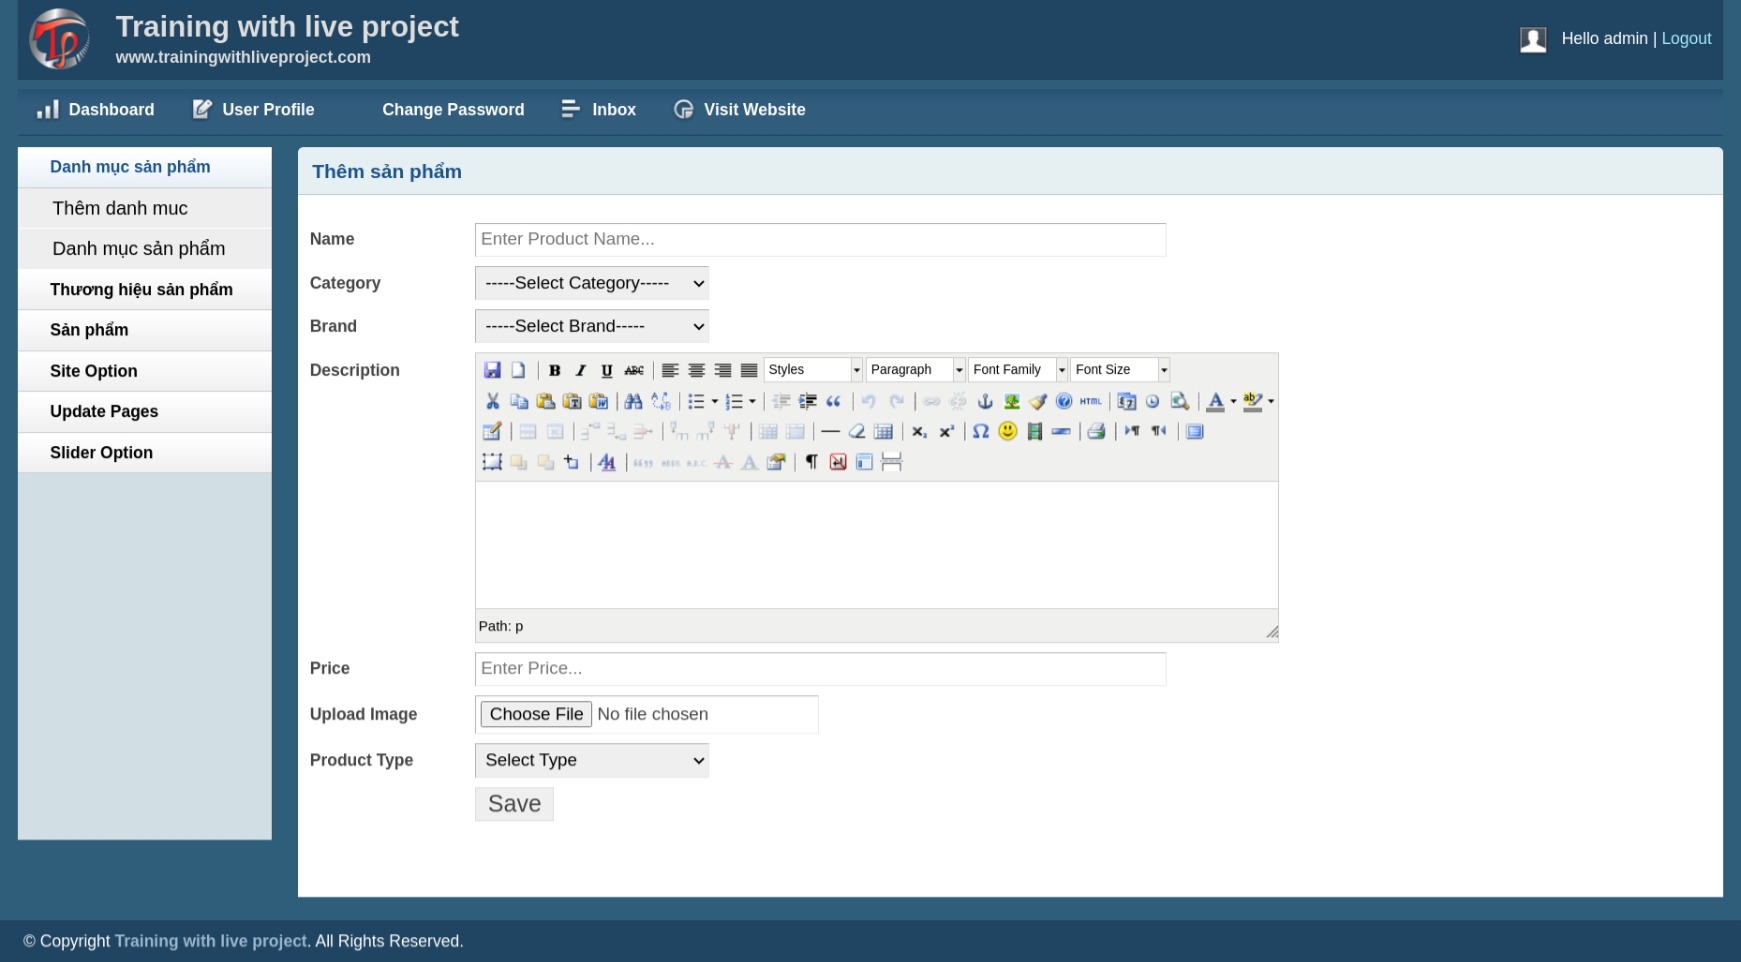 Training with live project
www.trainingwithliveproject.com
Hello admin | Logout
Dashboard
User Profile
Change Password
Inbox
Visit Website
Danh mục sản phẩm
Thêm danh muc
Danh mục sản phẩm
Thương hiệu sản phẩm
Sản phẩm
Site Option
Update Pages
Slider Option
Thêm sản phẩm
Name
Enter Product Name...
Category
-----Select Category-----
Brand
-----Select Brand-----
Description
B I U ABC
Styles
Paragraph
Font Family
Font Size
HTML
Path: p
Price
Enter Price...
Upload Image
Choose File No file chosen
Product Type
Select Type
Save
© Copyright Training with live project. All Rights Reserved.